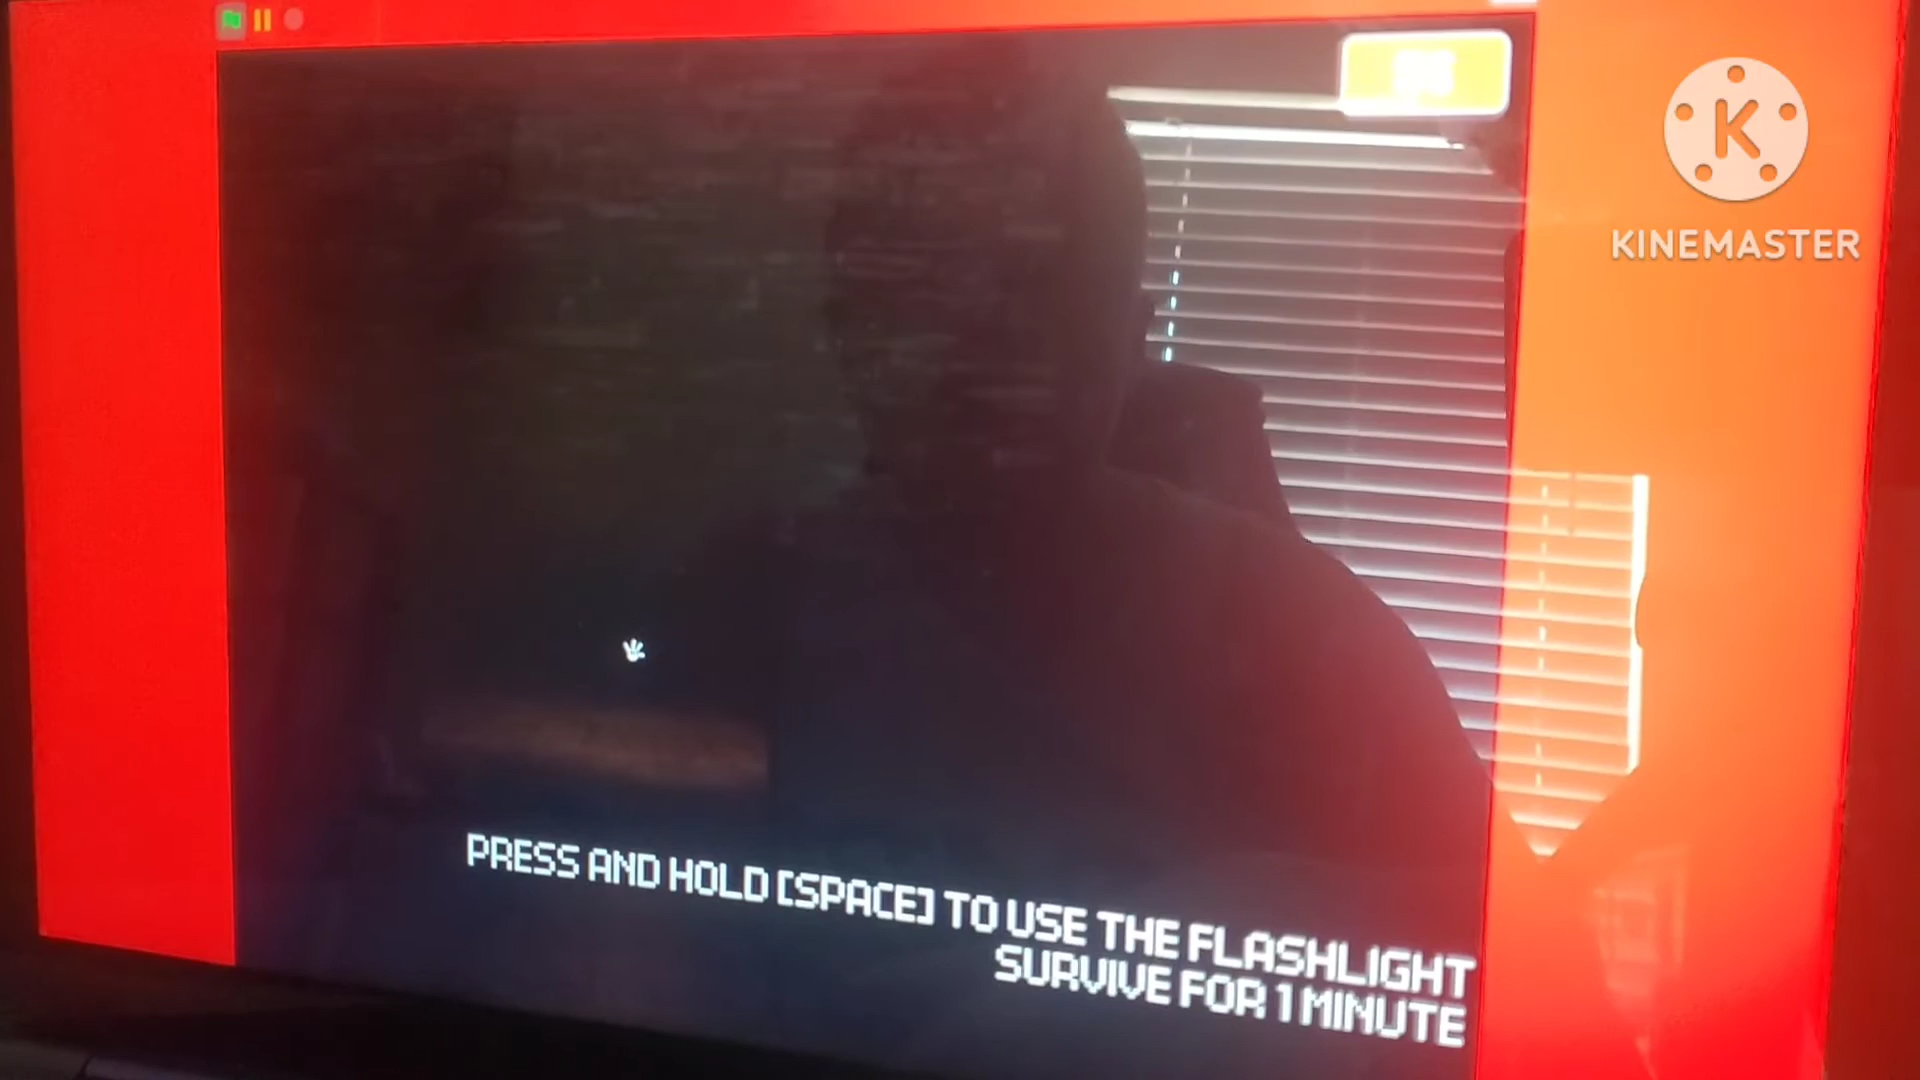 K
KINEMASTER
PRESS AND HOLD [SPACE] TO USE THE FLASHLIGHT
SURVIVE FOR 1 MINUTE